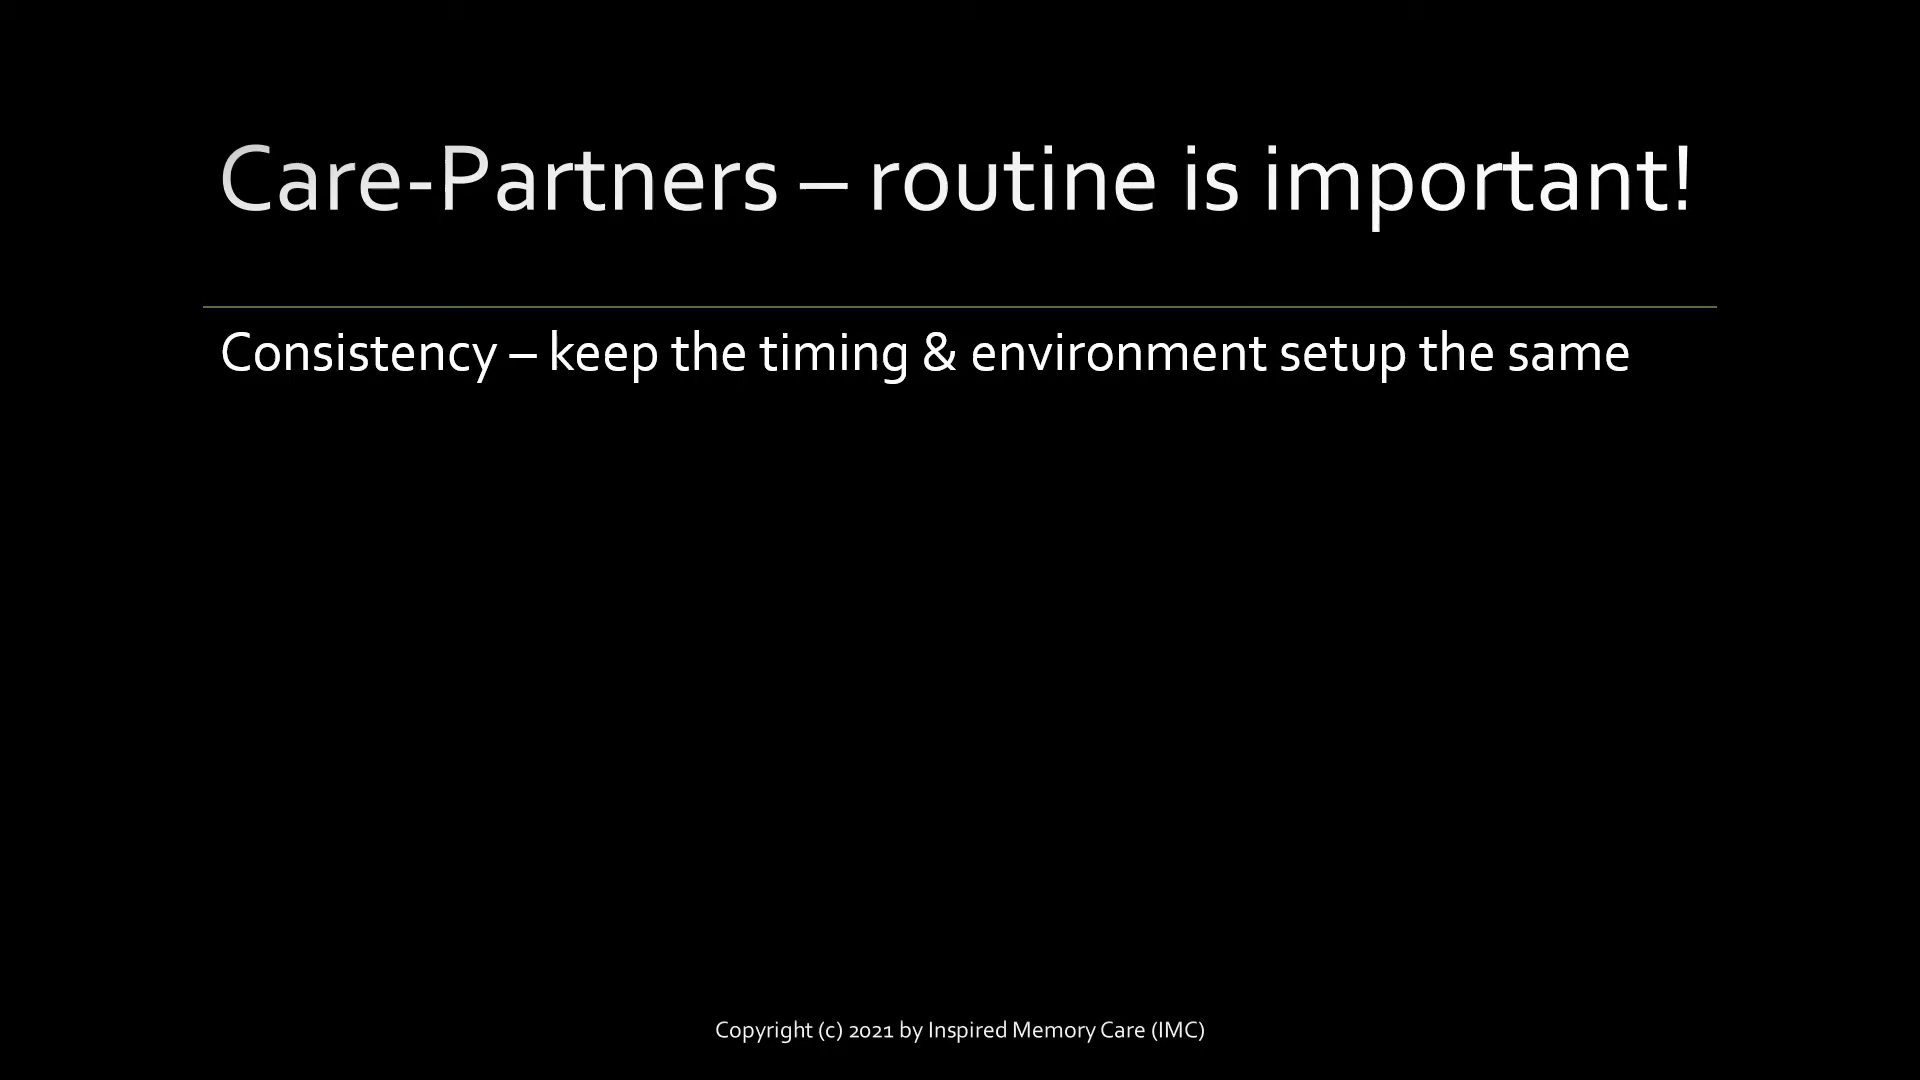 Care-Partners – routine is important!
Consistency – keep the timing & environment setup the same
Copyright (c) 2021 by Inspired Memory Care (IMC)